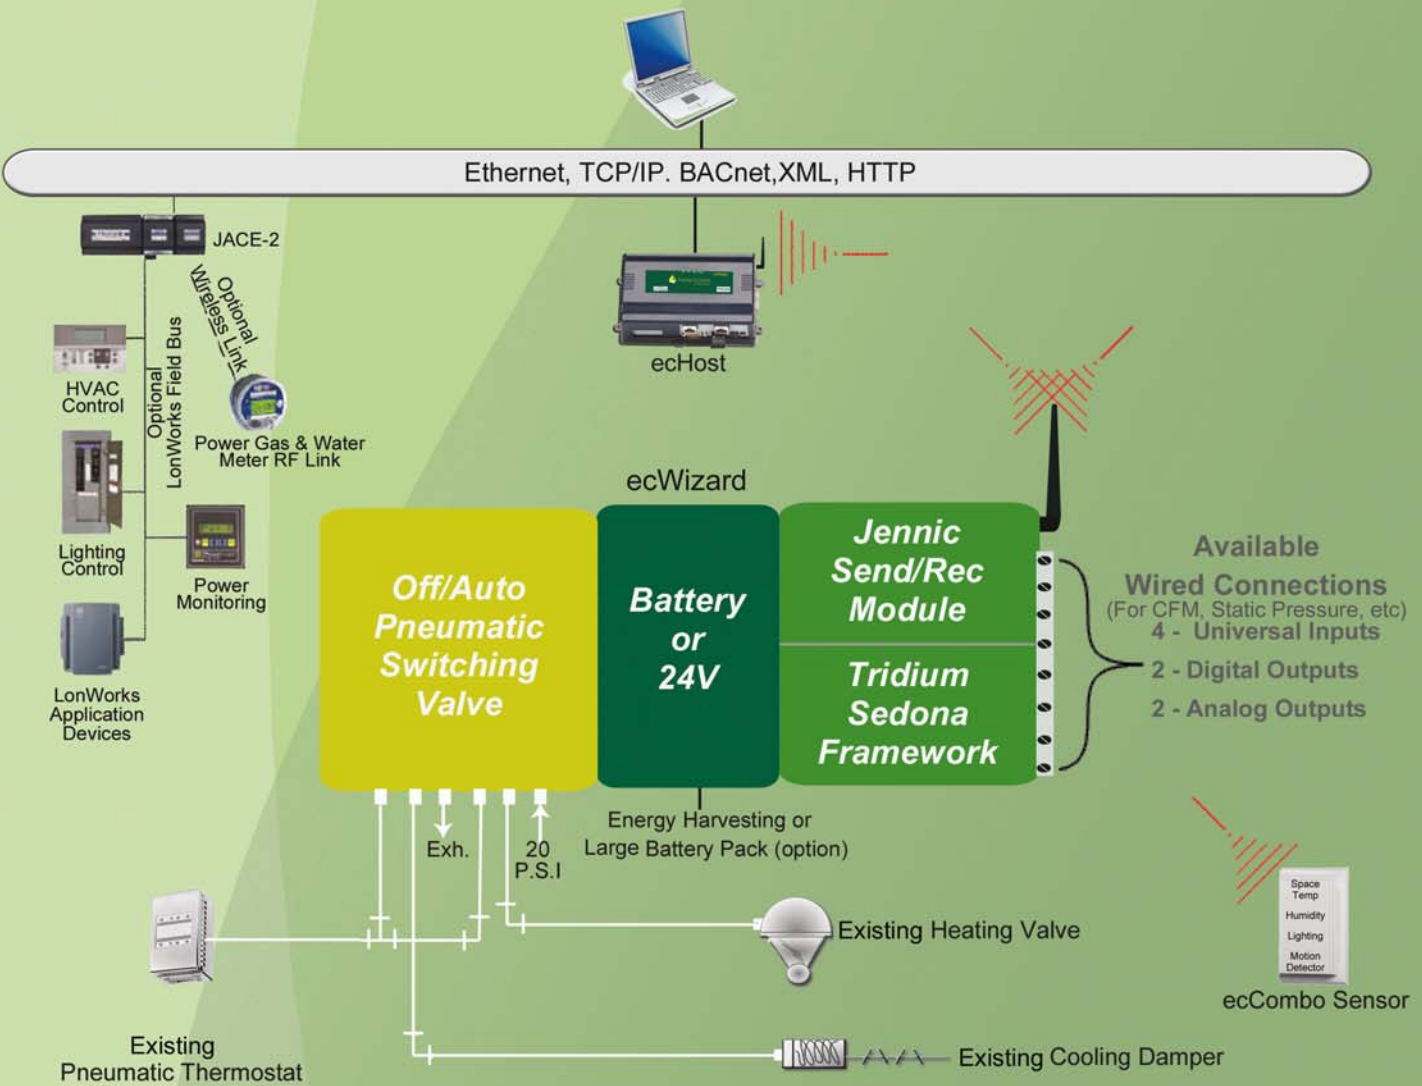 Ethernet, TCP/IP. BACnet,XML, HTTP
JACE-2
Optional
Wireless Link
HVAC
Control
Optional
LonWorks Field Bus
Power Gas & Water
Meter RF Link
Lighting
Control
Power
Monitoring
LonWorks
Application
Devices
ecHost
ecWizard
Off/Auto
Pneumatic
Switching
Valve
Battery
or
24V
Jennic
Send/Rec
Module
Tridium
Sedona
Framework
Available
Wired Connections
(For CFM, Static Pressure, etc)
4 - Universal Inputs
2 - Digital Outputs
2 - Analog Outputs
Exh.
20
P.S.I
Energy Harvesting or
Large Battery Pack (option)
Existing Heating Valve
Space
Temp
Humidity
Lighting
Motion
Detector
ecCombo Sensor
Existing
Pneumatic Thermostat
Existing Cooling Damper